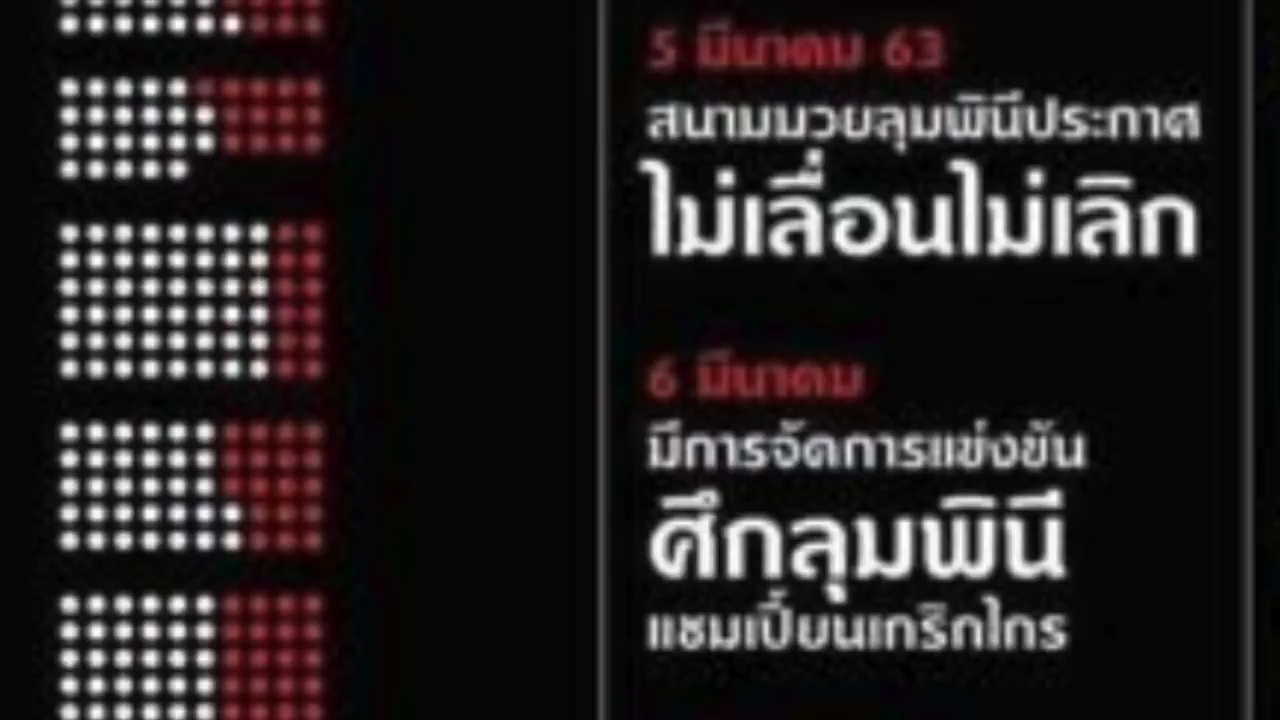 5 มีนาคม 63
สนามมวยลุมพินีประกาศ
ไม่เลื่อนไม่เลิก
6 มีนาคม
มีการจัดการแข่งขัน
ศึกลุมพินี
แชมเปี้ยนเกริกไกร